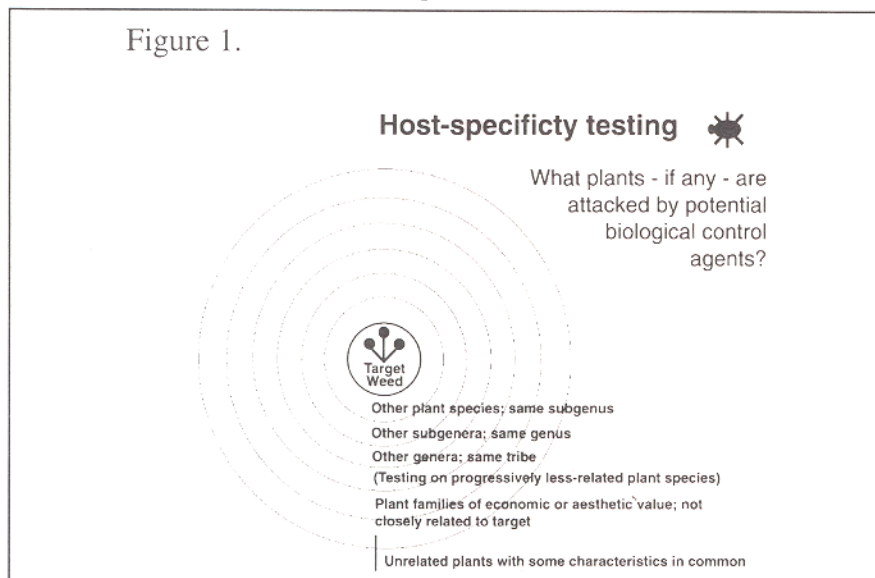 Figure 1.
Host-specificty testing
What plants - if any - are
attacked by potential
biological control
agents?
Target
Weed
Other plant species; same subgenus
Other subgenera; same genus
Other genera; same tribe
(Testing on progressively less-related plant species)
Plant families of economic or aesthetic value; not
closely related to target
Unrelated plants with some characteristics in common